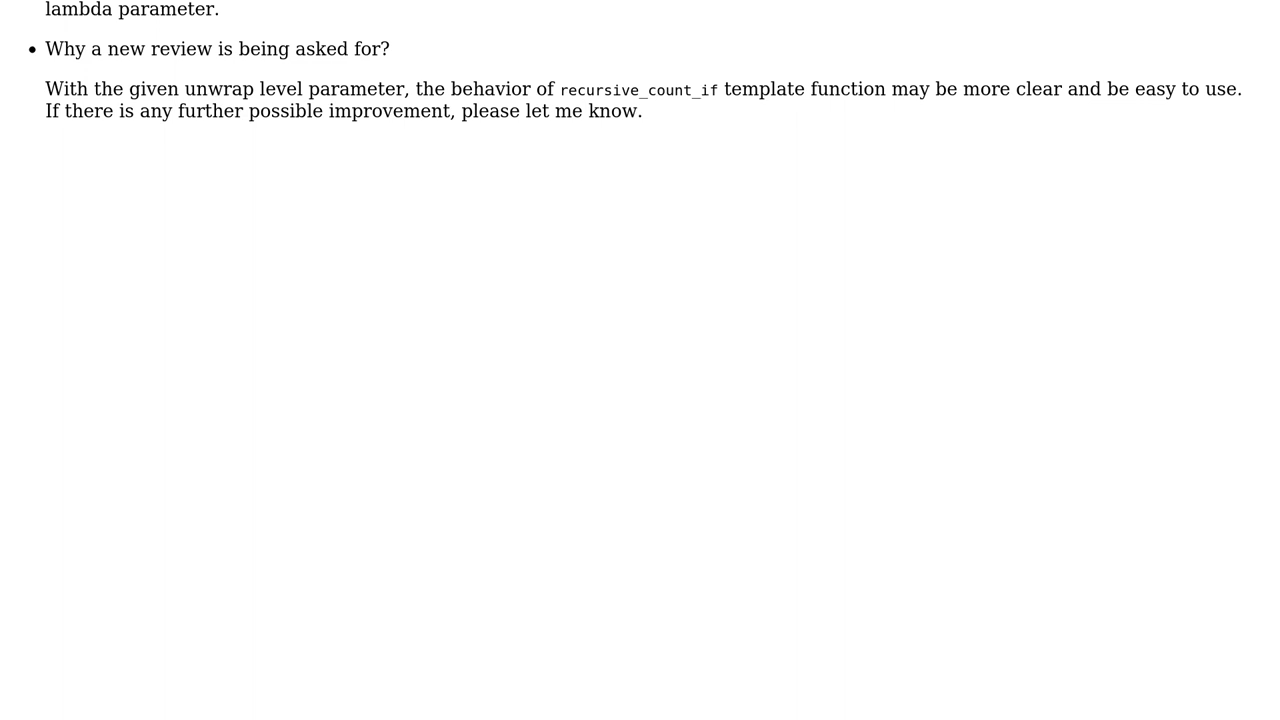 lambda parameter.
• Why a new review is being asked for?
With the given unwrap level parameter, the behavior of recursive_count_if template function may be more clear and be easy to use.
If there is any further possible improvement, please let me know.